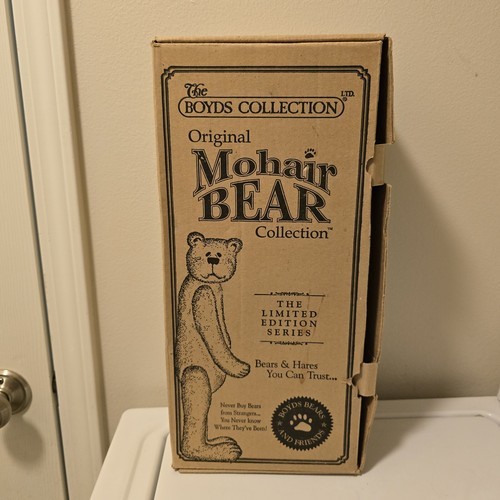 The
BOYDS COLLECTION LTD.®
Original
Mohair
BEAR
Collection™
THE
LIMITED
EDITION
SERIES
Bears & Hares
You Can Trust...
Never Buy Bears
from Strangers...
You Never know
Where They've Been!
BOYDS BEARS
AND FRIENDS